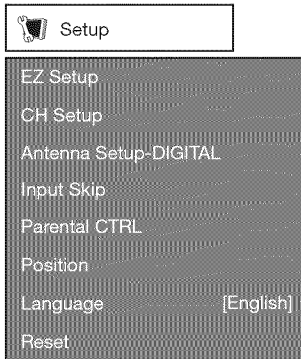 Setup
EZ Setup
CH Setup
Antenna Setup-DIGITAL
Input Skip
Parental CTRL
Position
Language [English]
Reset